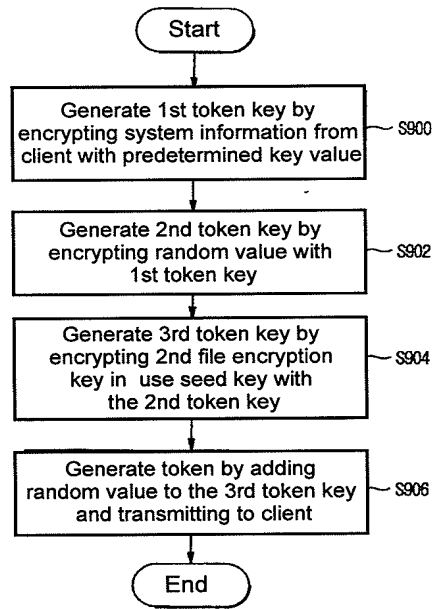 Start
Generate 1st token key by
encrypting system information from
client with predetermined key value
S900
Generate 2nd token key by
encrypting random value with
1st token key
S902
Generate 3rd token key by
encrypting 2nd file encryption
key in use seed key with
the 2nd token key
S904
Generate token by adding
random value to the 3rd token key
and transmitting to client
S906
End